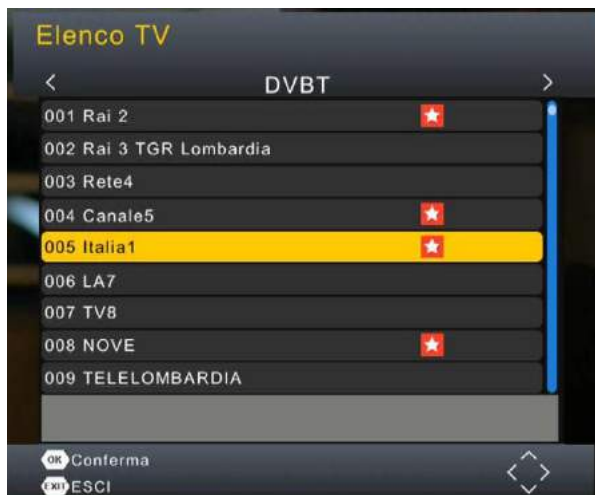 Elenco TV
DVBT
001 Rai 2
002 Rai 3 TGR Lombardia
003 Rete4
004 Canale5
005 Italia1
006 LA7
007 TV8
008 NOVE
009 TELELOMBARDIA
OK Conferma
EXIT ESCI